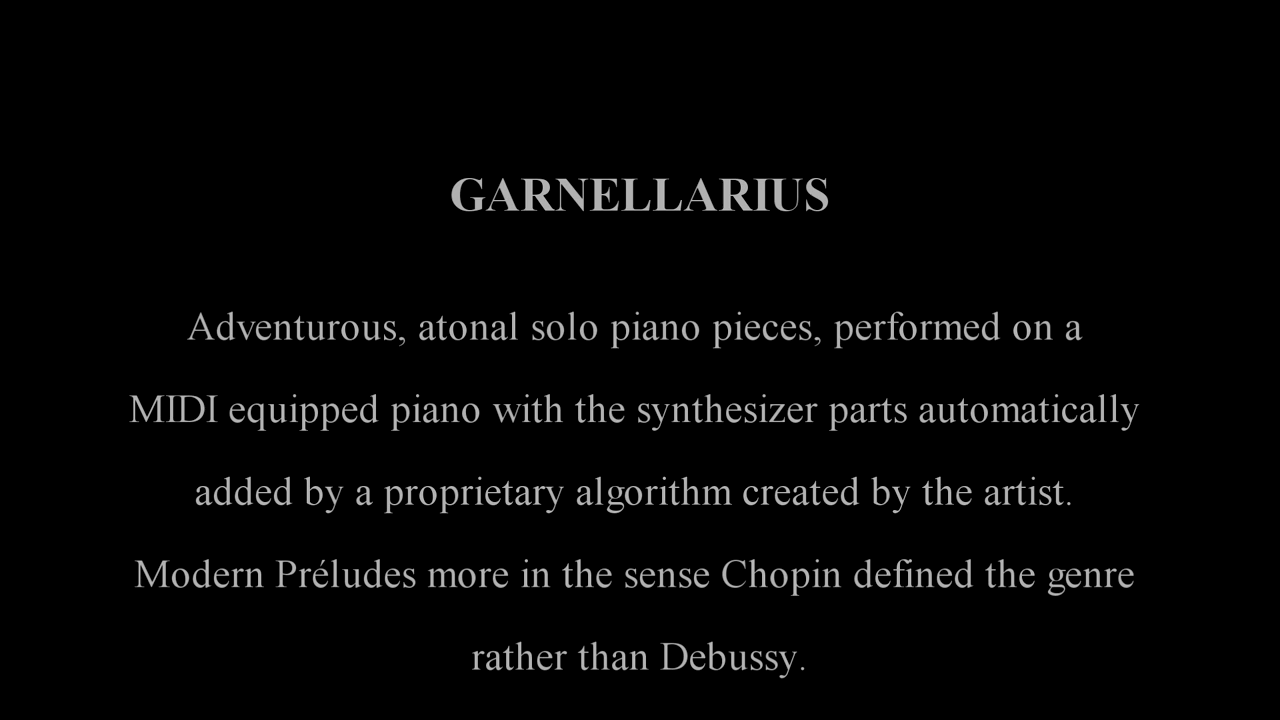 GARNELLARIUS
Adventurous, atonal solo piano pieces, performed on a
MIDI equipped piano with the synthesizer parts automatically
added by a proprietary algorithm created by the artist.
Modern Préludes more in the sense Chopin defined the genre
rather than Debussy.